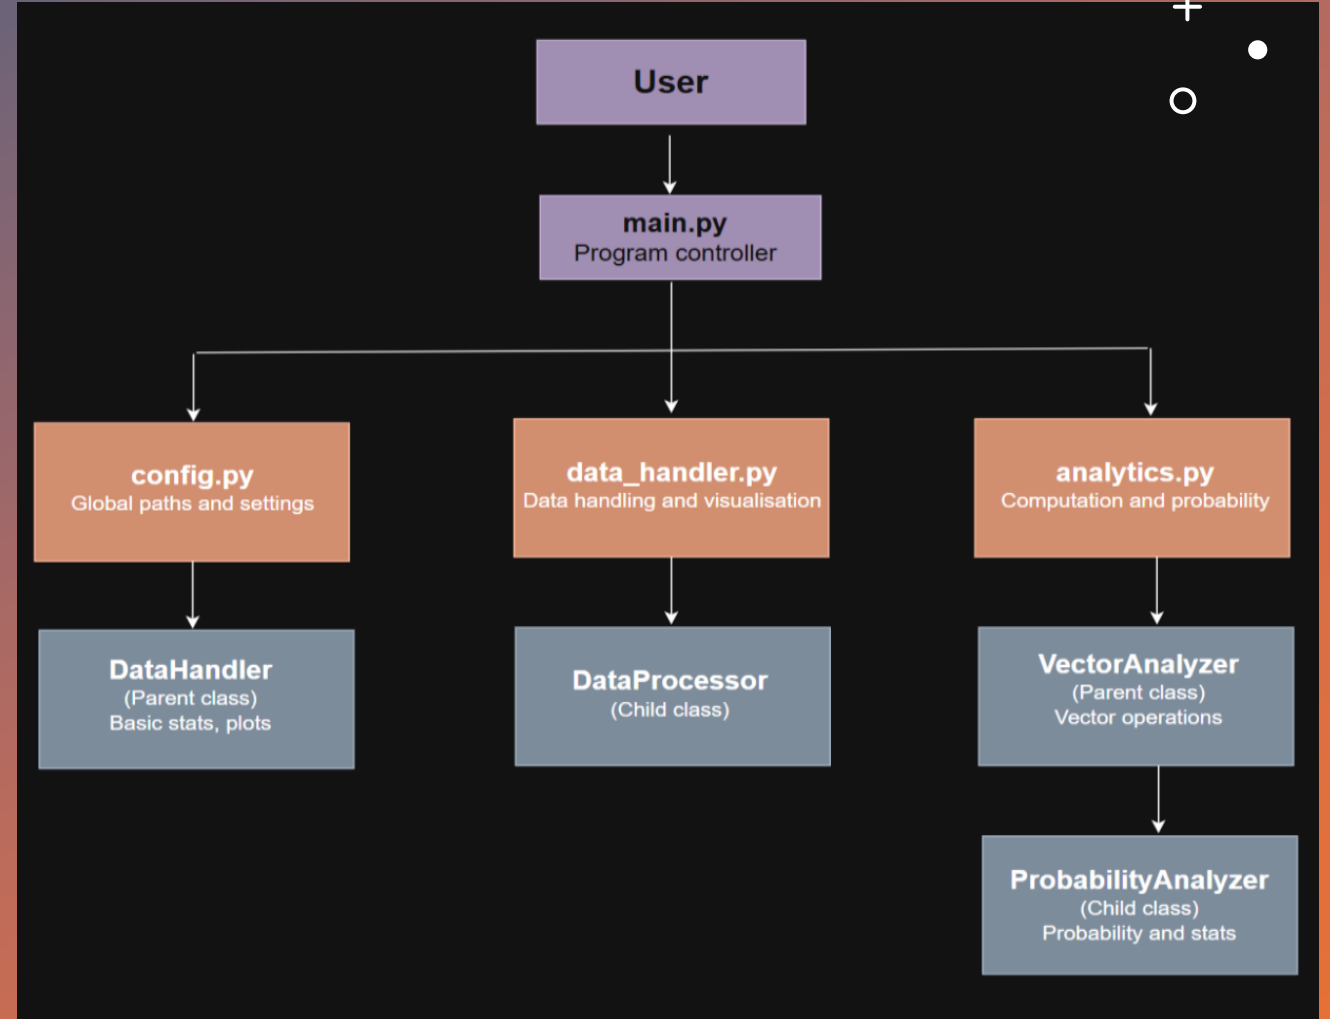 User
main.py
Program controller
config.py
Global paths and settings
data_handler.py
Data handling and visualisation
analytics.py
Computation and probability
DataHandler
(Parent class)
Basic stats, plots
DataProcessor
(Child class)
VectorAnalyzer
(Parent class)
Vector operations
ProbabilityAnalyzer
(Child class)
Probability and stats